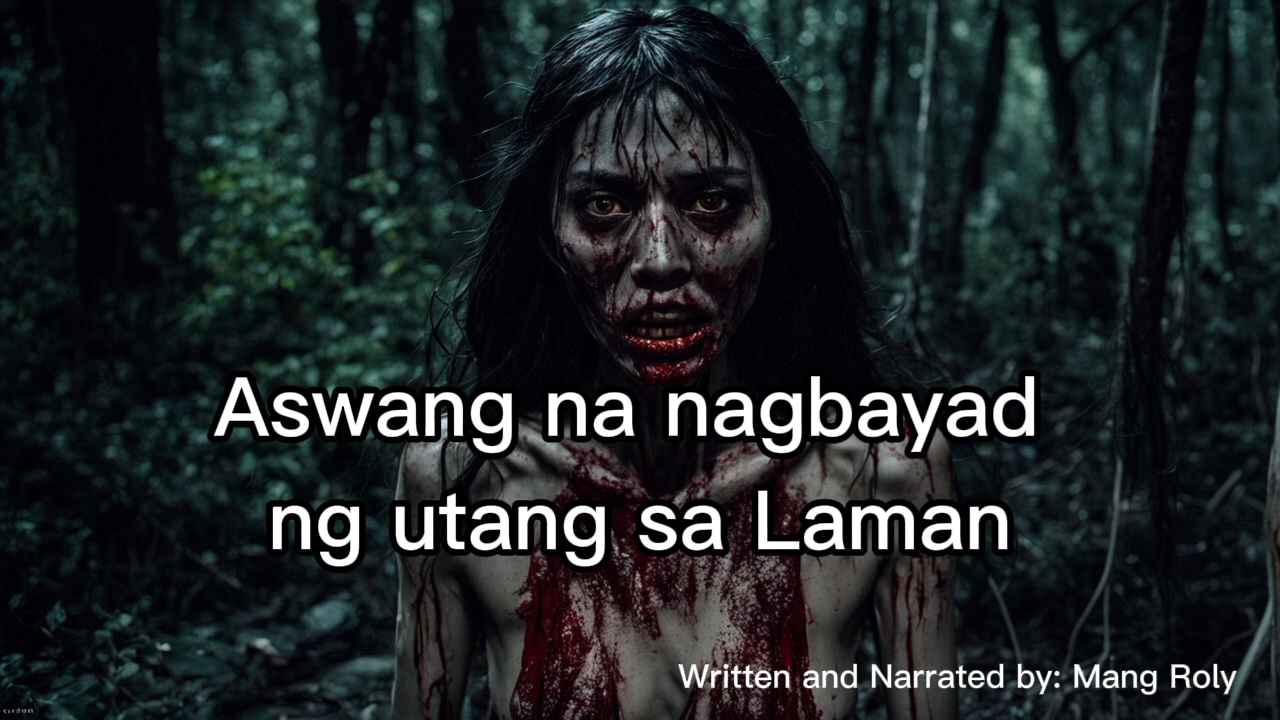 Aswang na nagbayad
ng utang sa Laman
Written and Narrated by: Mang Roly